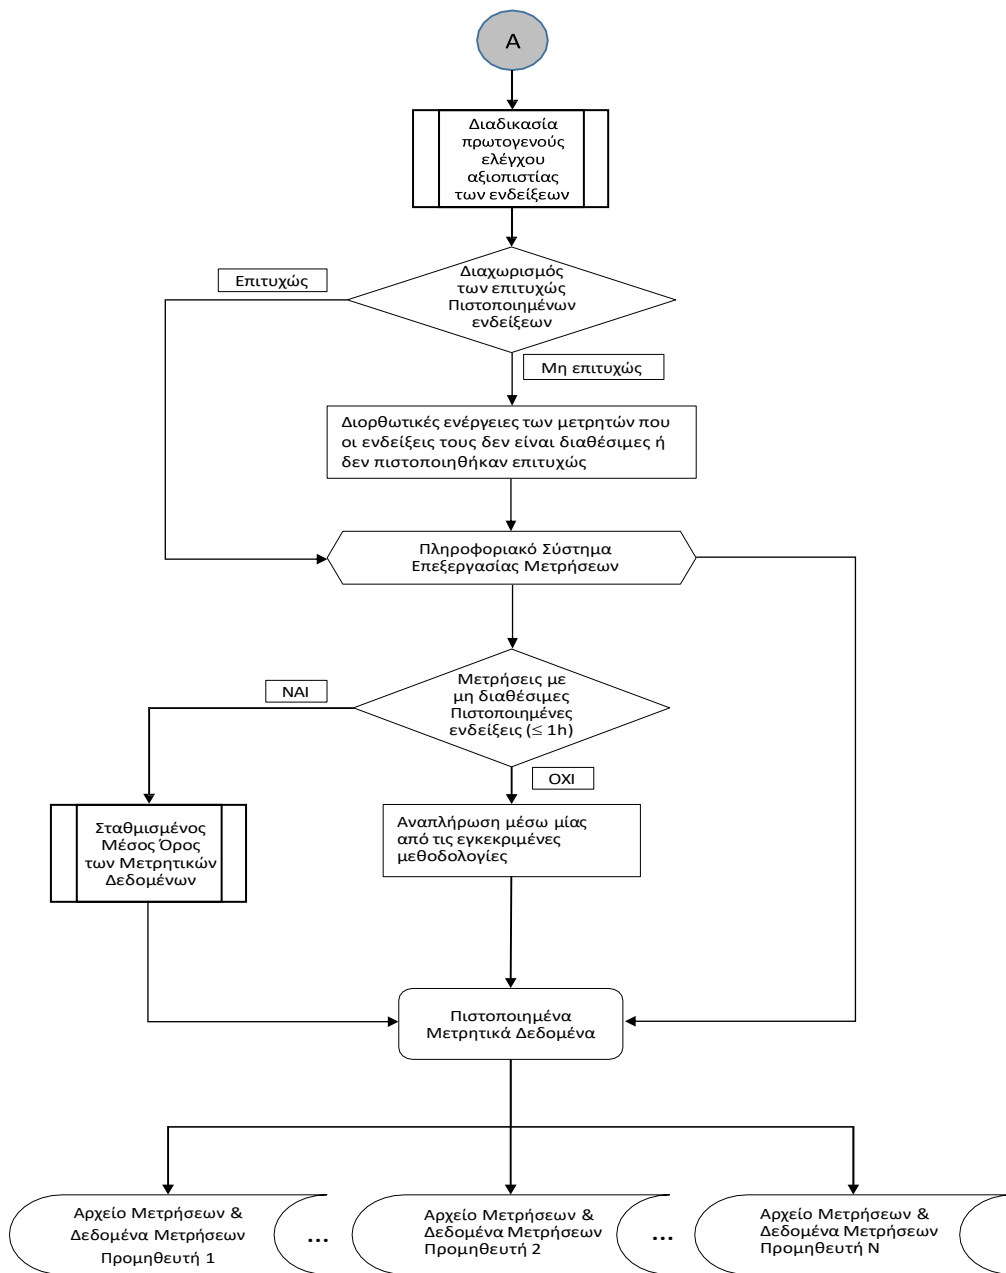 A
Διαδικασία
πρωτογενούς
ελέγχου
αξιοπιστίας
των ενδείξεων
Διαχωρισμός
των επιτυχώς
Πιστοποιημένων
ενδείξεων
Επιτυχώς
Μη επιτυχώς
Διορθωτικές ενέργειες των μετρητών που
οι ενδείξεις τους δεν είναι διαθέσιμες ή
δεν πιστοποιηθήκαν επιτυχώς
Πληροφοριακό Σύστημα
Επεξεργασίας Μετρήσεων
Μετρήσεις με
μη διαθέσιμες
Πιστοποιημένες
ενδείξεις (≤ 1h)
ΝΑΙ
ΟΧΙ
Σταθμισμένος
Μέσος Όρος
των Μετρητικών
Δεδομένων
Αναπλήρωση μέσω μίας
από τις εγκεκριμένες
μεθοδολογίες
Πιστοποιημένα
Μετρητικά Δεδομένα
Αρχείο Μετρήσεων &
Δεδομένα Μετρήσεων
Προμηθευτή 1
...
Αρχείο Μετρήσεων &
Δεδομένα Μετρήσεων
Προμηθευτή 2
...
Αρχείο Μετρήσεων &
Δεδομένα Μετρήσεων
Προμηθευτή Ν